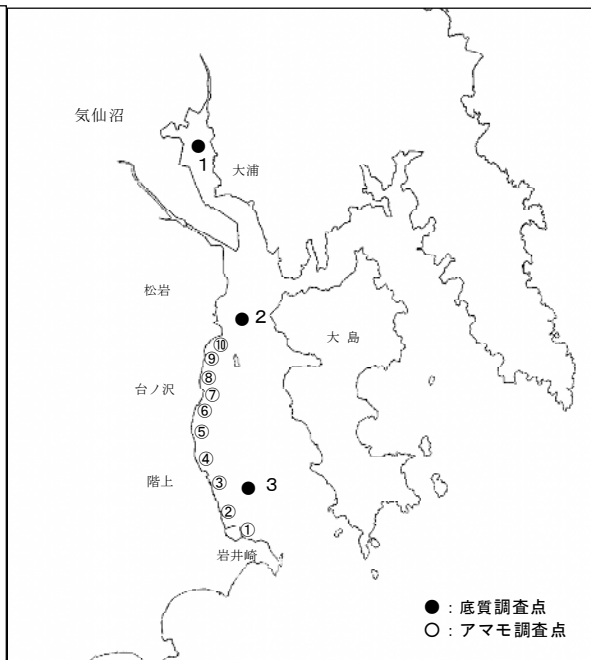 気仙沼
1
大浦
松岩
2
大島
⑩
⑨
⑧
台ノ沢
⑦
⑥
⑤
④
階上
③
3
②
①
岩井崎
●：底質調査点
○：アマモ調査点